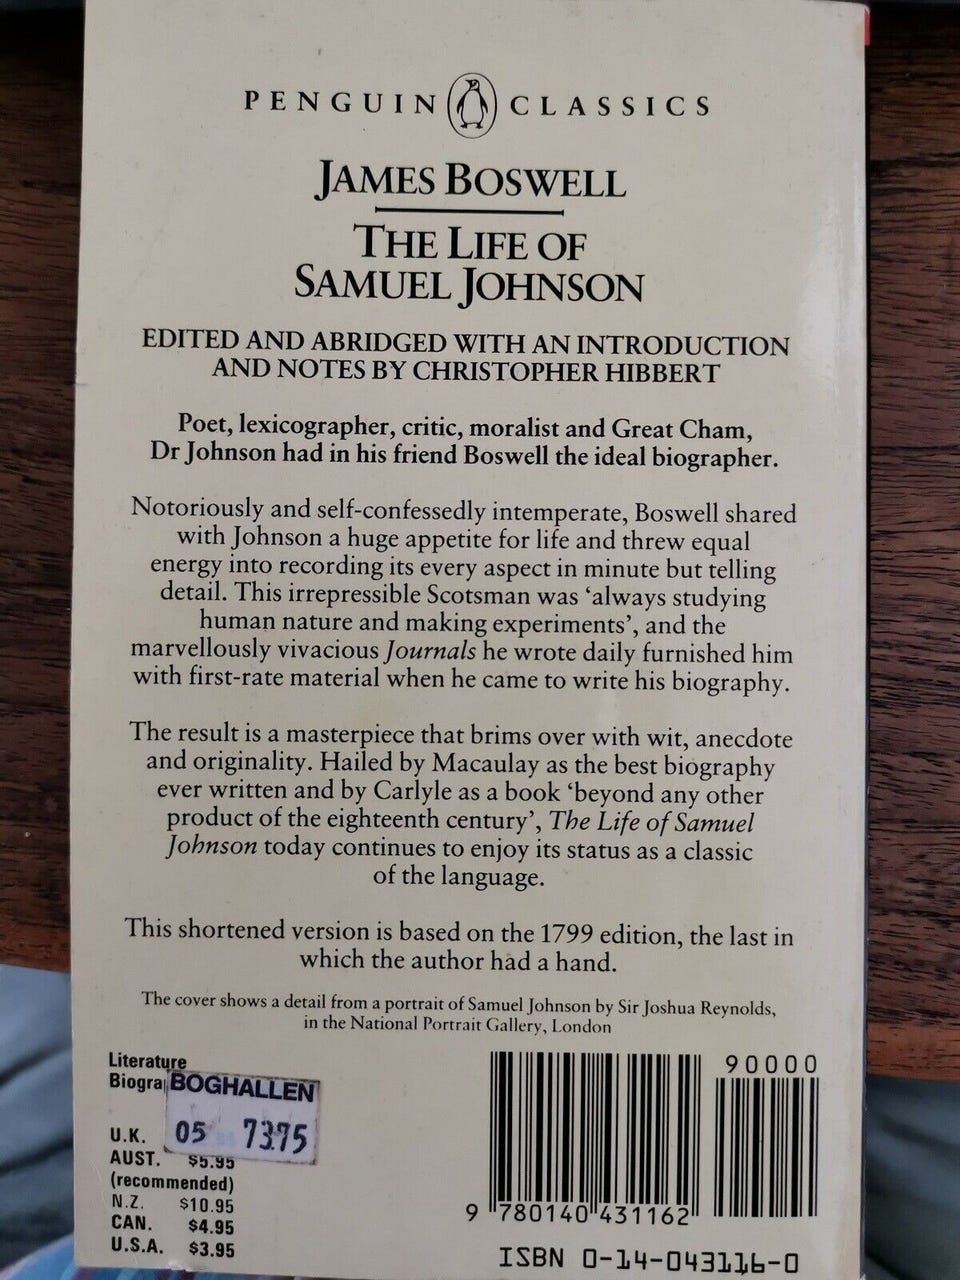 PENGUIN CLASSICS
JAMES BOSWELL
THE LIFE OF
SAMUEL JOHNSON
EDITED AND ABRIDGED WITH AN INTRODUCTION
AND NOTES BY CHRISTOPHER HIBBERT
Poet, lexicographer, critic, moralist and Great Cham,
Dr Johnson had in his friend Boswell the ideal biographer.
Notoriously and self-confessedly intemperate, Boswell shared
with Johnson a huge appetite for life and threw equal
energy into recording its every aspect in minute but telling
detail. This irrepressible Scotsman was ‘always studying
human nature and making experiments’, and the
marvellously vivacious Journals he wrote daily furnished him
with first-rate material when he came to write his biography.
The result is a masterpiece that brims over with wit, anecdote
and originality. Hailed by Macaulay as the best biography
ever written and by Carlyle as a book ‘beyond any other
product of the eighteenth century’, The Life of Samuel
Johnson today continues to enjoy its status as a classic
of the language.
This shortened version is based on the 1799 edition, the last in
which the author had a hand.
The cover shows a detail from a portrait of Samuel Johnson by Sir Joshua Reynolds,
in the National Portrait Gallery, London
Literature
Biogra
BOGHALLEN
05 7375
U.K.
AUST. $5.95
(recommended)
N.Z. $10.95
CAN. $4.95
U.S.A. $3.95
90000
9 780140 431162
ISBN 0-14-043116-0